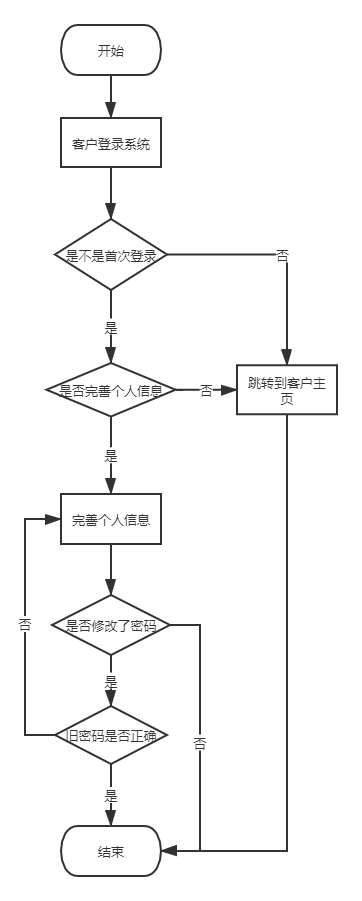 开始
客户登录系统
是不是首次登录
否
是
是否完善个人信息
否
跳转到客户主
页
是
完善个人信息
否
是否修改了密码
是
否
旧密码是否正确
是
结束